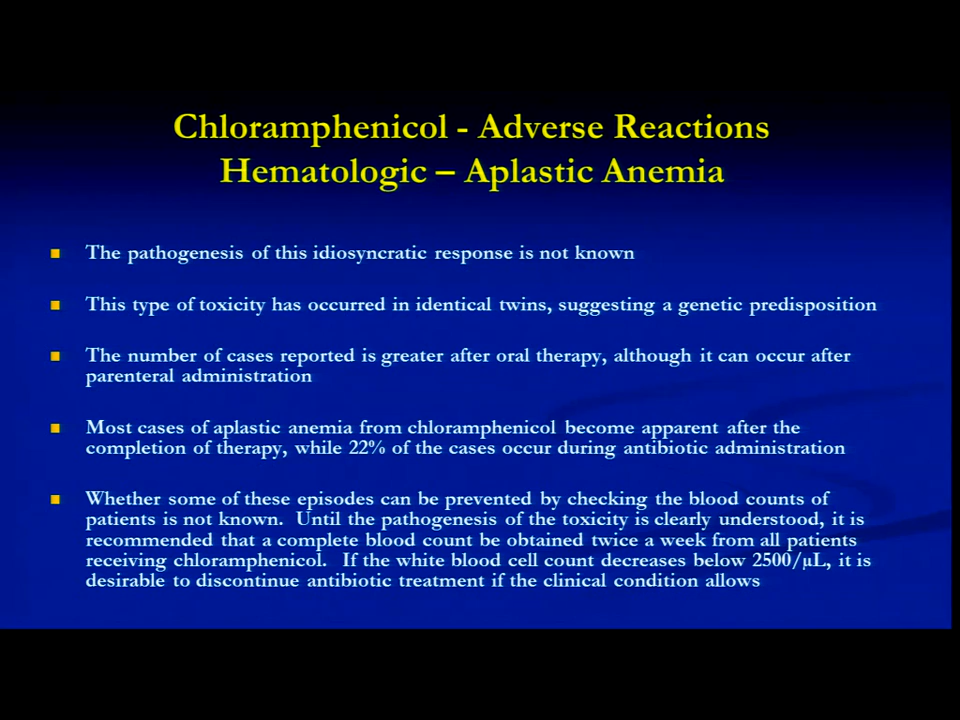 Chloramphenicol - Adverse Reactions
Hematologic – Aplastic Anemia
The pathogenesis of this idiosyncratic response is not known
This type of toxicity has occurred in identical twins, suggesting a genetic predisposition
The number of cases reported is greater after oral therapy, although it can occur after
parenteral administration
Most cases of aplastic anemia from chloramphenicol become apparent after the
completion of therapy, while 22% of the cases occur during antibiotic administration
Whether some of these episodes can be prevented by checking the blood counts of
patients is not known. Until the pathogenesis of the toxicity is clearly understood, it is
recommended that a complete blood count be obtained twice a week from all patients
receiving chloramphenicol. If the white blood cell count decreases below 2500/µL, it is
desirable to discontinue antibiotic treatment if the clinical condition allows